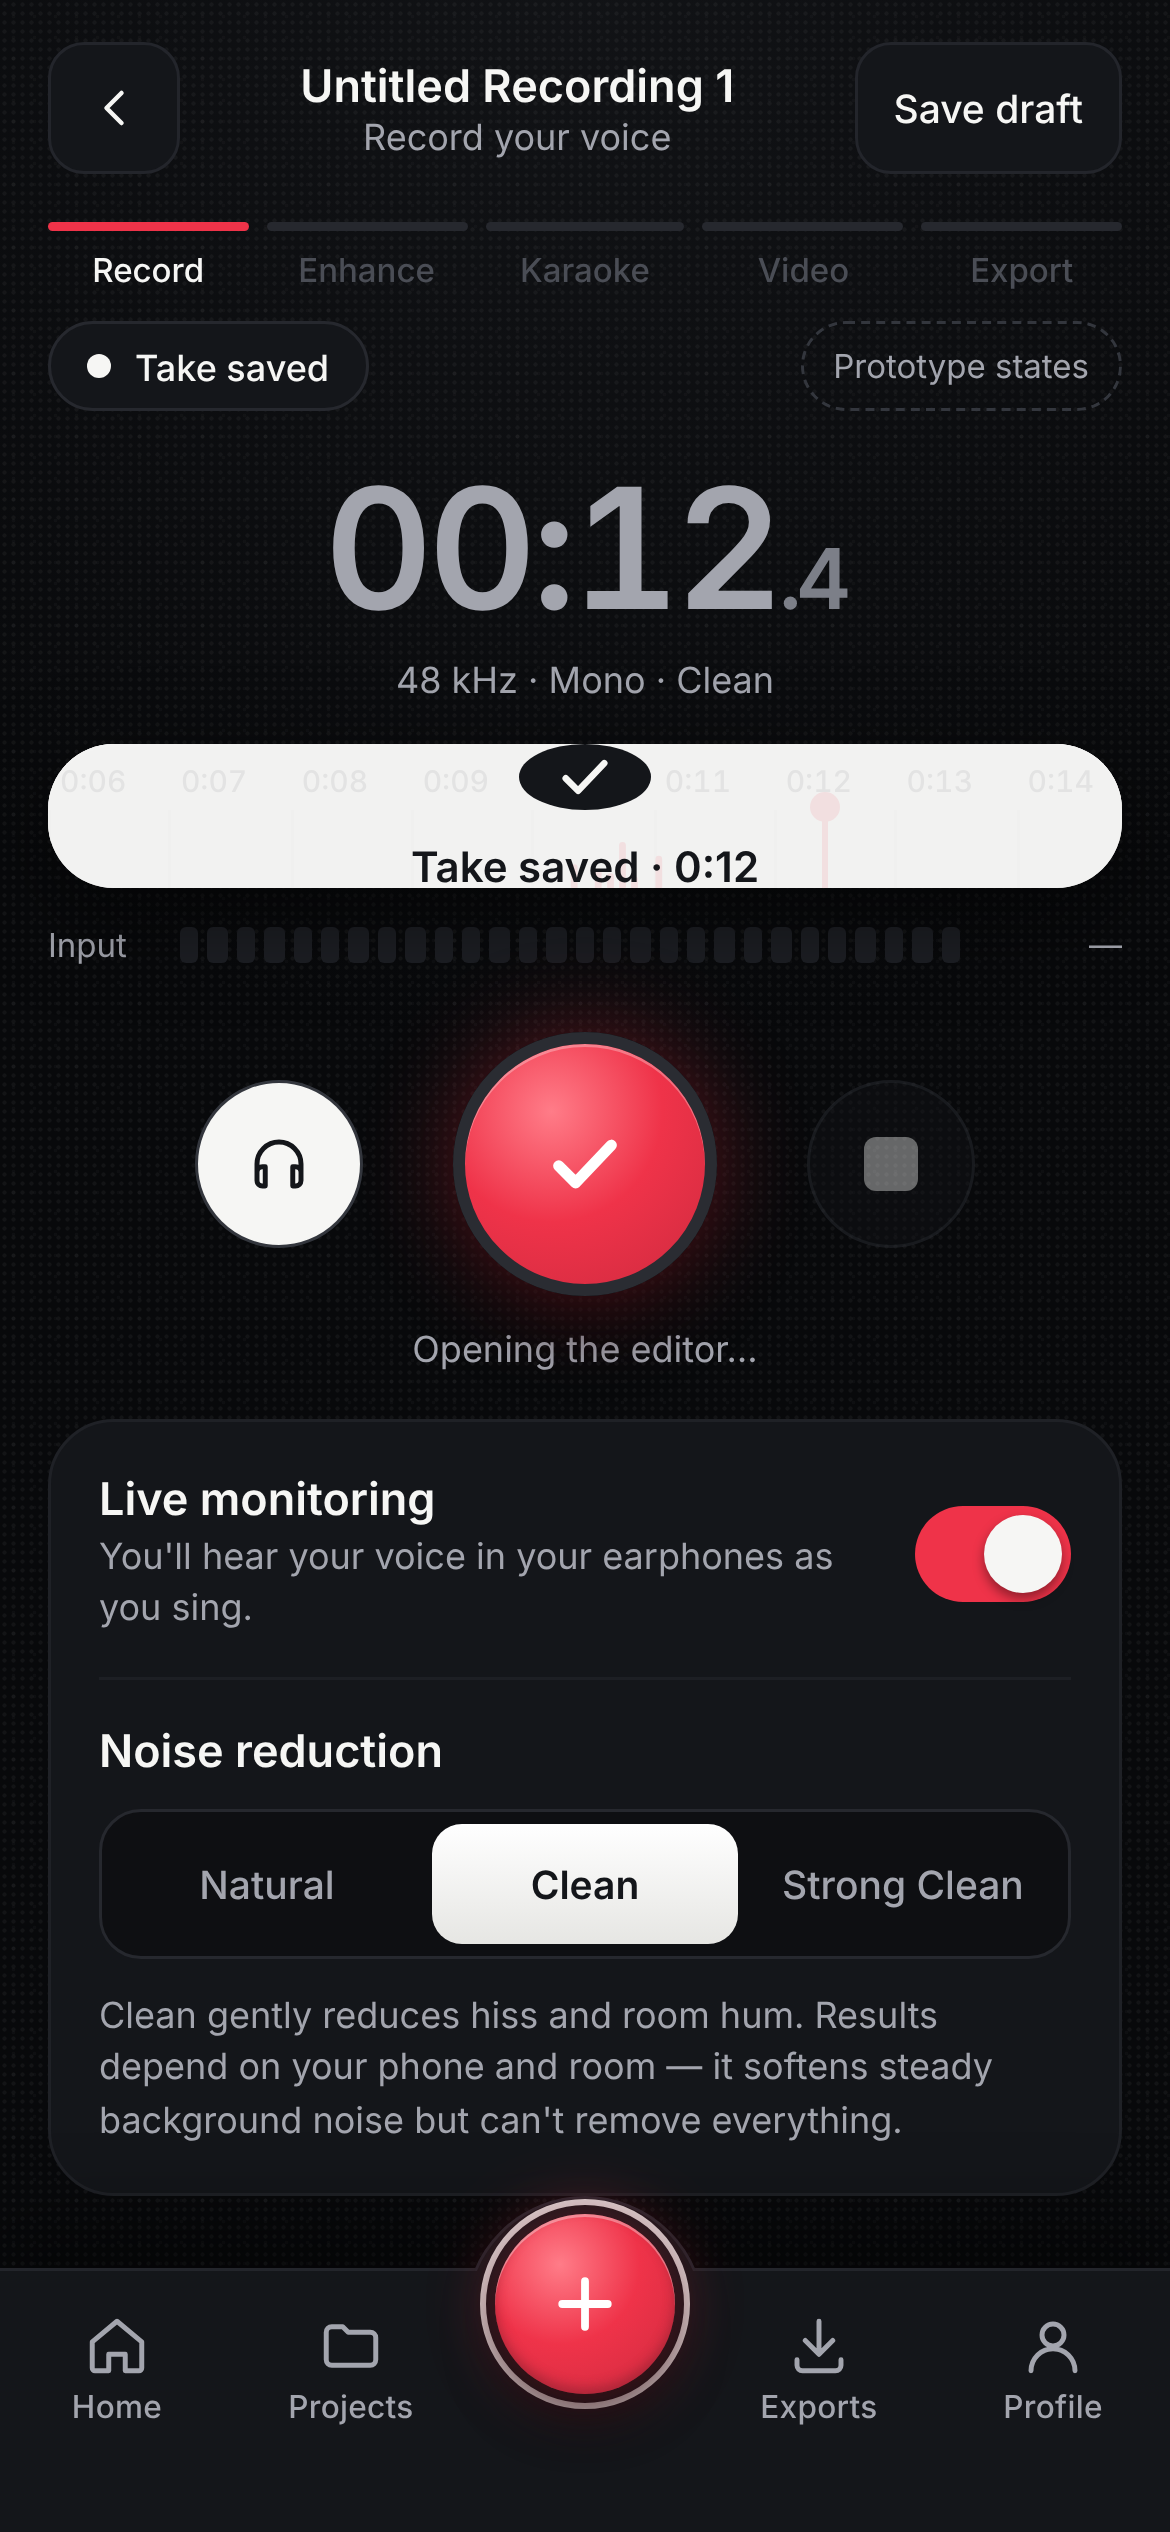 Untitled Recording 1
Record your voice
Save draft
Record
Enhance
Karaoke
Video
Export
Take saved
Prototype states
00:12.4
48 kHz · Mono · Clean
0:06 0:07 0:08 0:09 0:11 0:12 0:13 0:14
Take saved · 0:12
Input
—
Opening the editor...
Live monitoring
You'll hear your voice in your earphones as
you sing.
Noise reduction
Natural
Clean
Strong Clean
Clean gently reduces hiss and room hum. Results
depend on your phone and room — it softens steady
background noise but can't remove everything.
Home
Projects
Exports
Profile